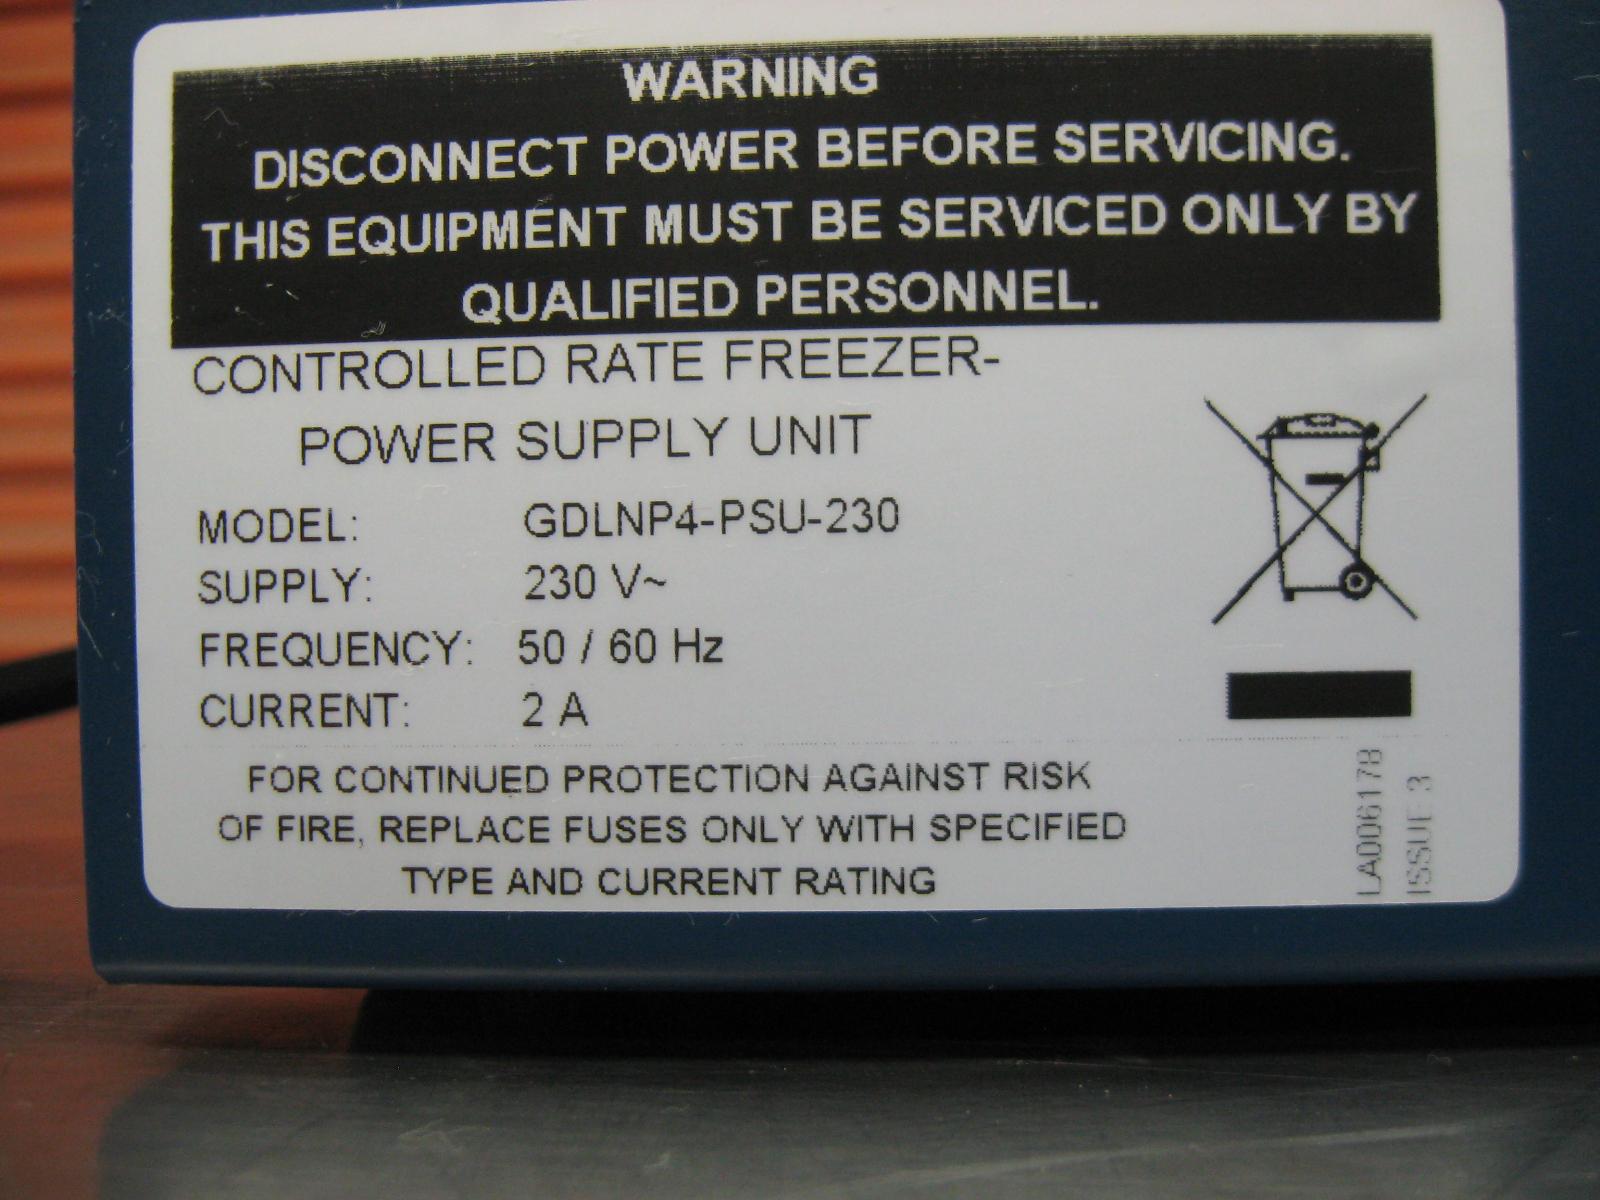 WARNING
DISCONNECT POWER BEFORE SERVICING.
THIS EQUIPMENT MUST BE SERVICED ONLY BY
QUALIFIED PERSONNEL.
CONTROLLED RATE FREEZER-
POWER SUPPLY UNIT
MODEL: GDLNP4-PSU-230
SUPPLY: 230 V~
FREQUENCY: 50 / 60 Hz
CURRENT: 2 A
FOR CONTINUED PROTECTION AGAINST RISK
OF FIRE, REPLACE FUSES ONLY WITH SPECIFIED
TYPE AND CURRENT RATING
LA006178
ISSUE 3